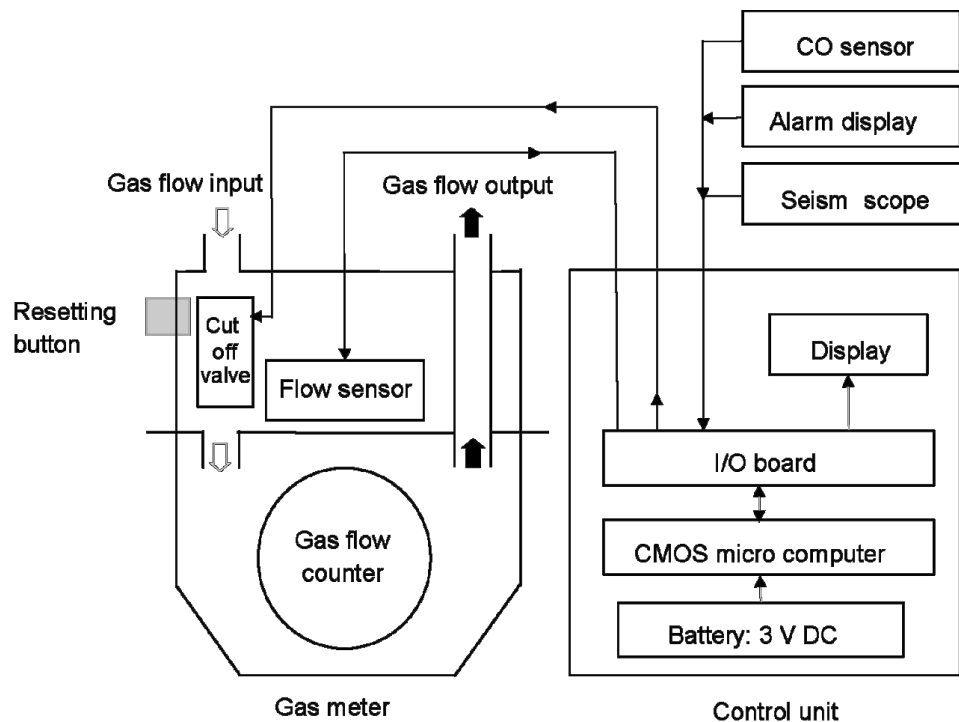 CO sensor
Alarm display
Seism scope
Gas flow input
Gas flow output
Resetting
button
Cut
off
valve
Flow sensor
Display
I/O board
CMOS micro computer
Battery: 3 V DC
Gas flow
counter
Gas meter
Control unit